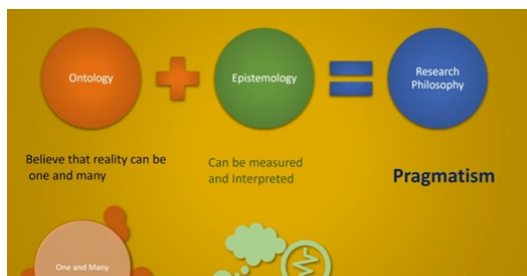 Ontology
Epistemology
Research
Philosophy
Believe that reality can be
one and many
Can be measured
and Interpreted
Pragmatism
One and Many